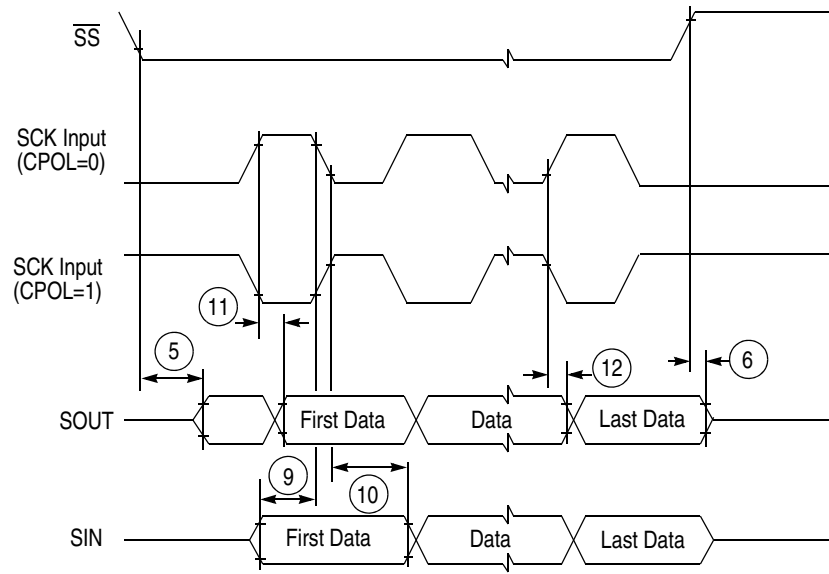 SS
SCK Input
(CPOL=0)
SCK Input
(CPOL=1)
11
5
12
6
SOUT
First Data
Data
Last Data
9
10
SIN
First Data
Data
Last Data